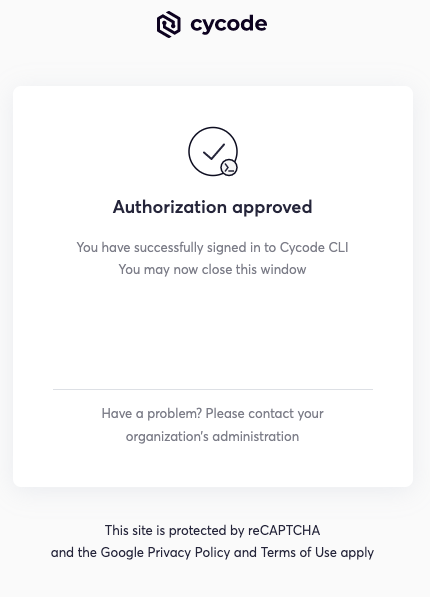 cycode
Authorization approved
You have successfully signed in to Cycode CLI
You may now close this window
Have a problem? Please contact your
organization's administration
This site is protected by reCAPTCHA
and the Google Privacy Policy and Terms of Use apply